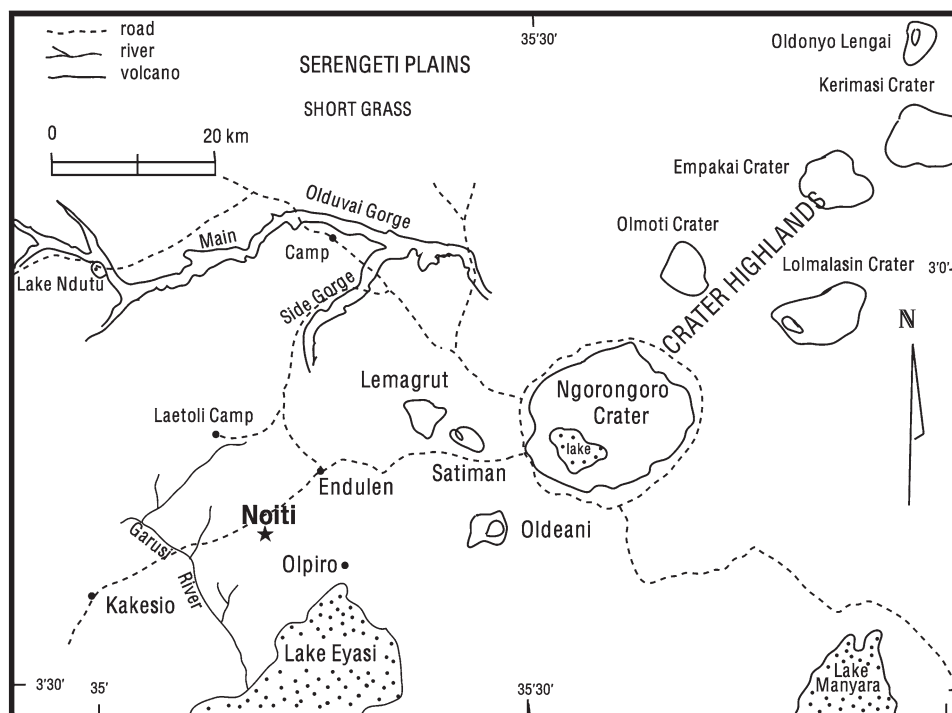 road
river
volcano
SERENGETI PLAINS
SHORT GRASS
0 20 km
35'30'
Oldonyo Lengai
Kerimasi Crater
Empakai Crater
Olmoti Crater
Lolmalasin Crater
3'0'
CRATER HIGHLANDS
N
Olduvai Gorge
Main
Camp
Side Gorge
Lake Ndutu
Lemagrut
Ngorongoro
Crater
lake
Laetoli Camp
Satiman
Endulen
Noiti
Oldeani
Garusi
River
Olpiro
Kakesio
Lake Eyasi
Lake
Manyara
3'30'
35'
35'30'